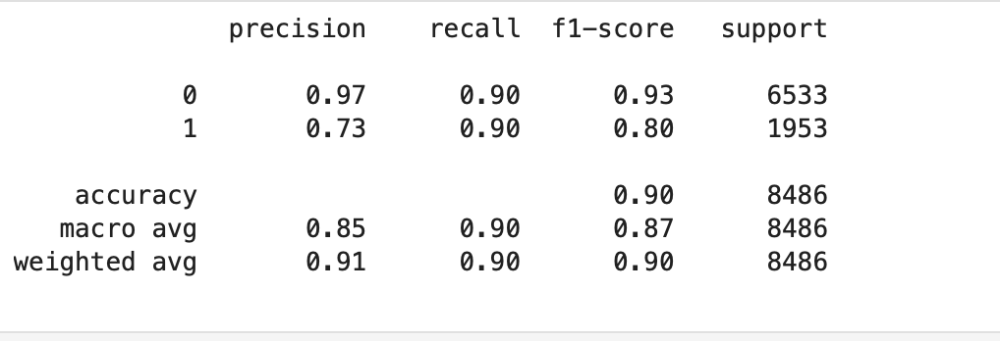 precision recall f1-score support
0 0.97 0.90 0.93 6533
1 0.73 0.90 0.80 1953
accuracy 0.90 8486
macro avg 0.85 0.90 0.87 8486
weighted avg 0.91 0.90 0.90 8486